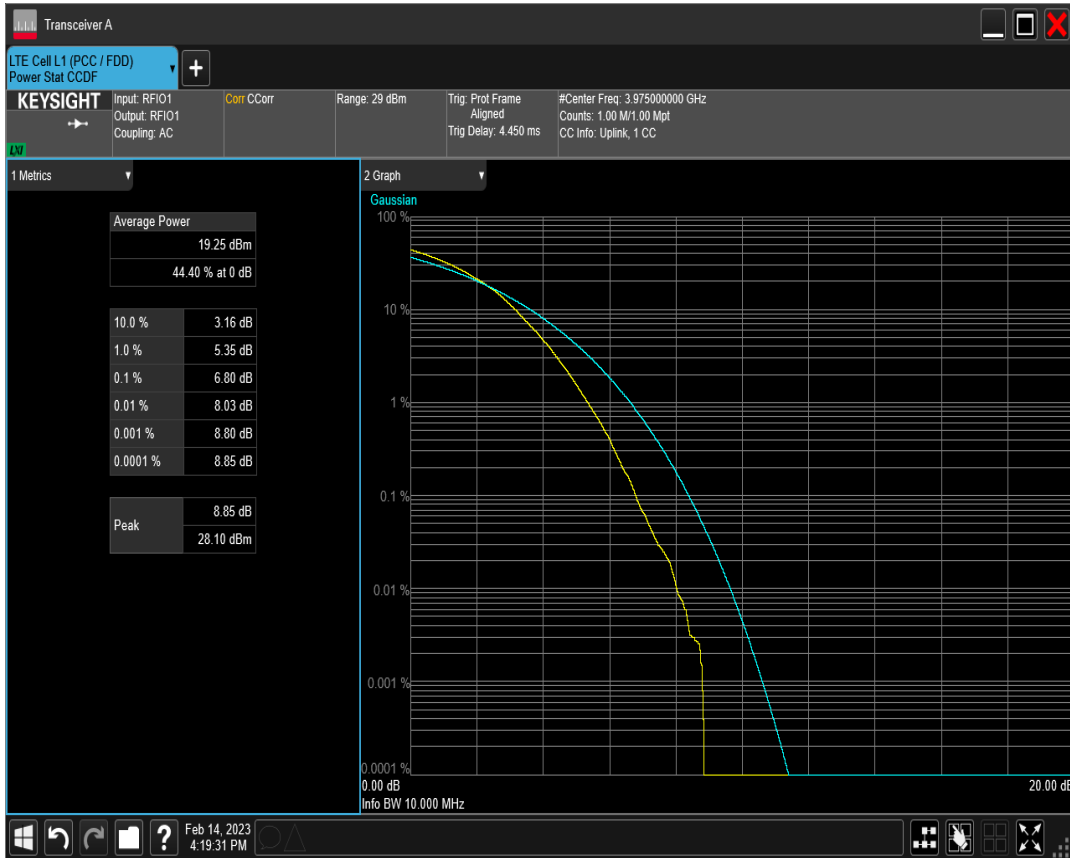 Transceiver A
LTE Cell L1 (PCC / FDD)
Power Stat CCDF
+
KEYSIGHT
LXI
Input: RFIO1
Output: RFIO1
Coupling: AC
Corr CCorr
Range: 29 dBm
Trig: Prot Frame
Aligned
Trig Delay: 4.450 ms
#Center Freq: 3.975000000 GHz
Counts: 1.00 M/1.00 Mpt
CC Info: Uplink, 1 CC
1 Metrics
Average Power
19.25 dBm
44.40 % at 0 dB
10.0 % 3.16 dB
1.0 % 5.35 dB
0.1 % 6.80 dB
0.01 % 8.03 dB
0.001 % 8.80 dB
0.0001 % 8.85 dB
Peak
8.85 dB
28.10 dBm
2 Graph
Gaussian
100 %
10 %
1 %
0.1 %
0.01 %
0.001 %
0.0001 %
0.00 dB
20.00 dB
Info BW 10.000 MHz
?
Feb 14, 2023
4:19:31 PM